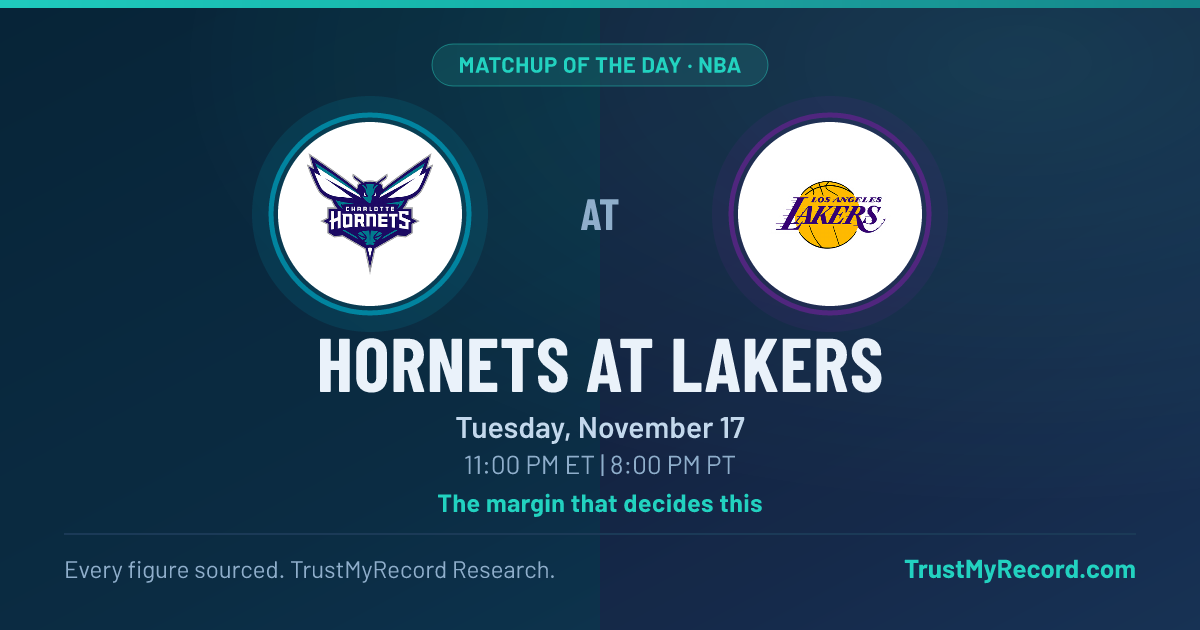 MATCHUP OF THE DAY · NBA
CHARLOTTE
HORNETS
AT
LOS ANGELES
LAKERS
HORNETS AT LAKERS
Tuesday, November 17
11:00 PM ET | 8:00 PM PT
The margin that decides this
Every figure sourced. TrustMyRecord Research.
TrustMyRecord.com